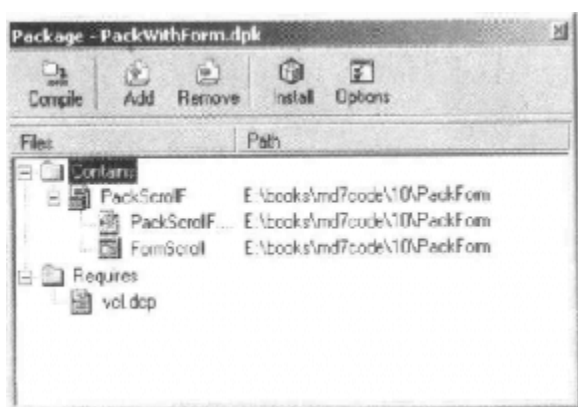 Package - PackWithForm.dpk
Compile Add Remove Install Options
Files Path
Contains
PackScrollF E:\books\md7code\10\PackForm
PackScrollF... E:\books\md7code\10\PackForm
FormScroll E:\books\md7code\10\PackForm
Requires
vcl.dcp